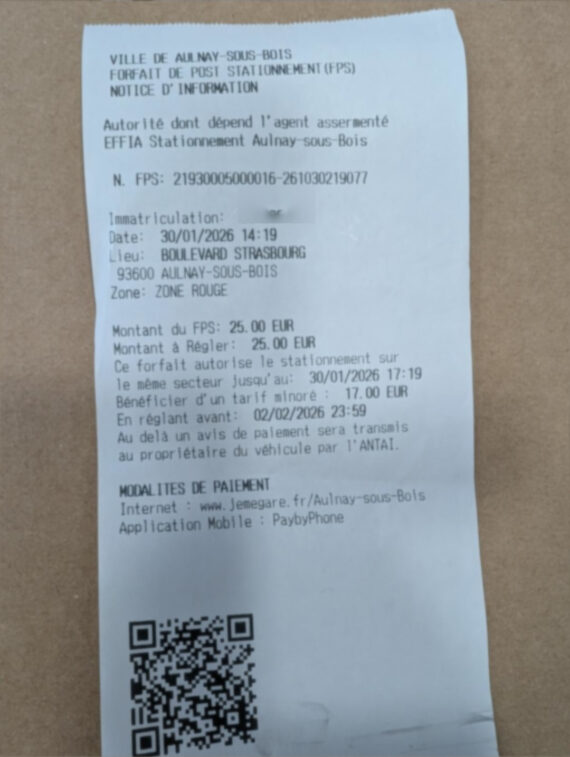 VILLE DE AULNAY-SOUS-BOIS
FORFAIT DE POST STATIONNEMENT(FPS)
NOTICE D'INFORMATION
Autorité dont dépend l'agent assermenté
EFFIA Stationnement Aulnay-sous-Bois
N. FPS: 21930005000016-261030219077
Immatriculation:
Date: 30/01/2026 14:19
Lieu: BOULEVARD STRASBOURG
93600 AULNAY-SOUS-BOIS
Zone: ZONE ROUGE
Montant du FPS: 25.00 EUR
Montant à Régler: 25.00 EUR
Ce forfait autorise le stationnement sur
le même secteur jusqu'au: 30/01/2026 17:19
Bénéficier d'un tarif minoré : 17.00 EUR
En réglant avant: 02/02/2026 23:59
Au delà un avis de paiement sera transmis
au propriétaire du véhicule par l'ANTAI.
MODALITES DE PAIEMENT
Internet : www.jemegare.fr/Aulnay-sous-Bois
Application Mobile : PaybyPhone